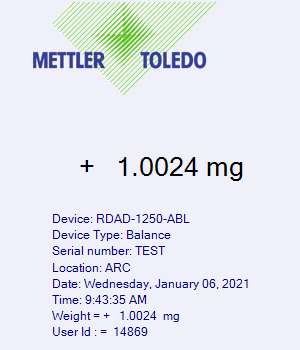 METTLER TOLEDO
+ 1.0024 mg
Device: RDAD-1250-ABL
Device Type: Balance
Serial number: TEST
Location: ARC
Date: Wednesday, January 06, 2021
Time: 9:43:35 AM
Weight = + 1.0024 mg
User Id : = 14869